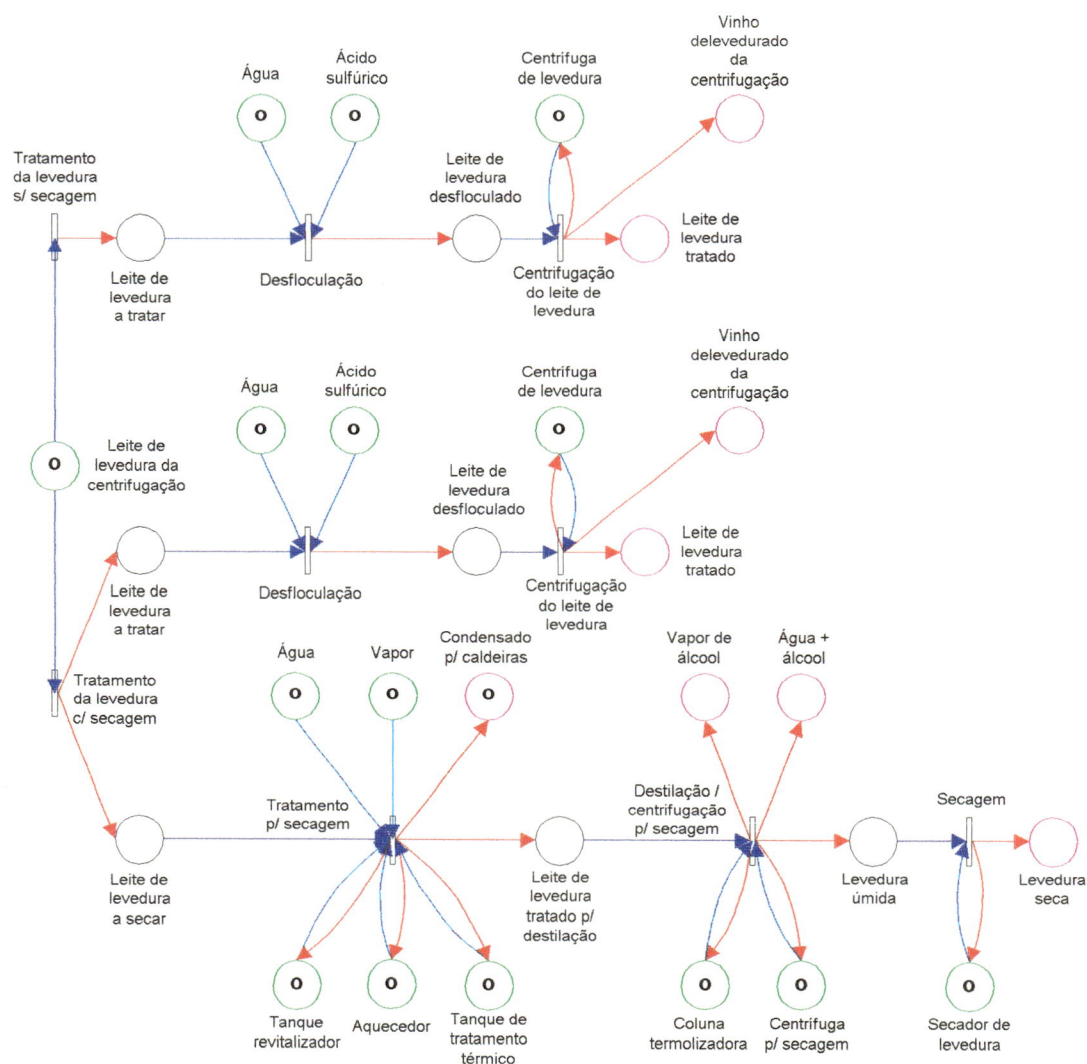 Água
Ácido
sulfúrico
Centrífuga
de levedura
Vinho
delevedurado
da
centrifugação
o
o
o
Tratamento
da levedura
s/ secagem
Leite de
levedura
desfloculado
Leite de
levedura
a tratar
Desfloculação
Centrifugação
do leite de
levedura
Leite de
levedura
tratado
Água
Ácido
sulfúrico
Centrífuga
de levedura
Vinho
delevedurado
da
centrifugação
o
o
o
o
Leite de
levedura da
centrifugação
Leite de
levedura
desfloculado
Leite de
levedura
a tratar
Desfloculação
Centrifugação
do leite de
levedura
Leite de
levedura
tratado
Tratamento
da levedura
c/ secagem
Água
Vapor
Condensado
p/ caldeiras
Vapor de
álcool
Água +
álcool
o
o
o
Tratamento
p/ secagem
Destilação /
centrifugação
p/ secagem
Secagem
Leite de
levedura
a secar
Leite de
levedura
tratado p/
destilação
Levedura
úmida
Levedura
seca
o
o
o
o
o
o
Tanque
revitalizador
Aquecedor
Tanque de
tratamento
térmico
Coluna
termolizadora
Centrífuga
p/ secagem
Secador de
levedura